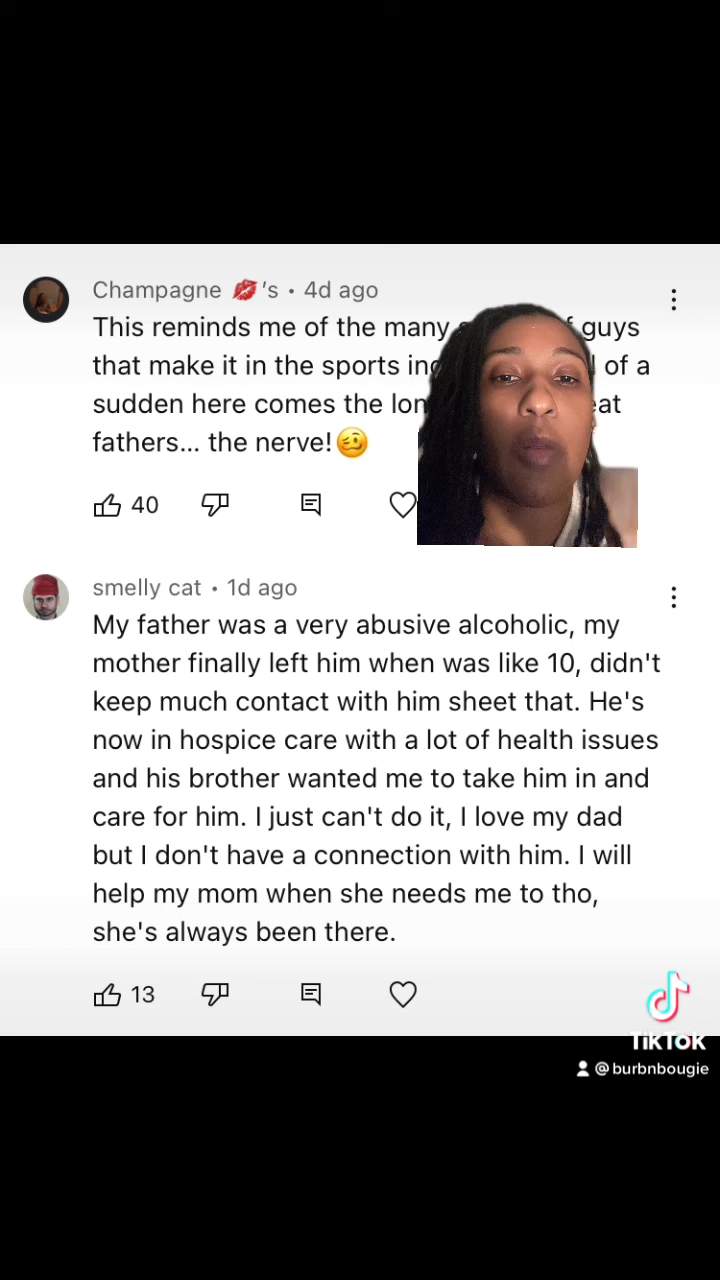 Champagne 💋's • 4d ago
This reminds me of the many guys
that make it in the sports of a
sudden here comes the
fathers... the nerve!🥴
40
smelly cat • 1d ago
My father was a very abusive alcoholic, my
mother finally left him when was like 10, didn't
keep much contact with him sheet that. He's
now in hospice care with a lot of health issues
and his brother wanted me to take him in and
care for him. I just can't do it, I love my dad
but I don't have a connection with him. I will
help my mom when she needs me to tho,
she's always been there.
13
TikTok
@burbnbougie